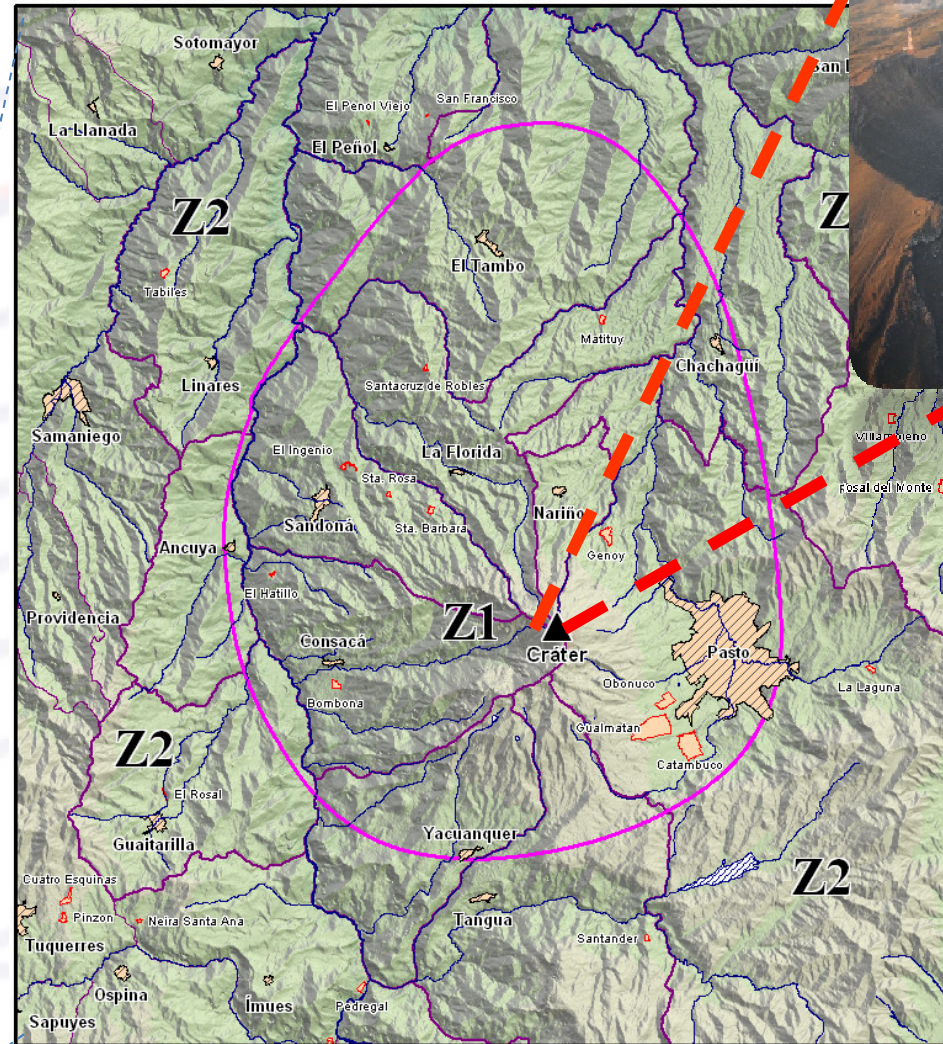 Sotomayor
San
El Penol Viejo
San Francisco
La Llanada
El Peñol
Z2
Z
El Tambo
Tabiles
Matituy
Chachagüí
Linares
Santacruz de Robles
Samaniego
Villamoreno
El Ingenio
La Florida
Sta. Rosa
Rosal del Monte
Sandoná
Sta. Barbara
Nariño
Ancuya
Genoy
El Hatillo
Providencia
Z1
Consacá
Cráter
Pasto
Obonuco
La Laguna
Bombona
Gualmatan
Z2
Catambuco
El Rosal
Guaitarilla
Yacuanquer
Z2
Cuatro Esquinas
Pinzon
Neira Santa Ana
Tangua
Tuquerres
Santander
Ospina
Ímues
Pedregal
Sapuyes